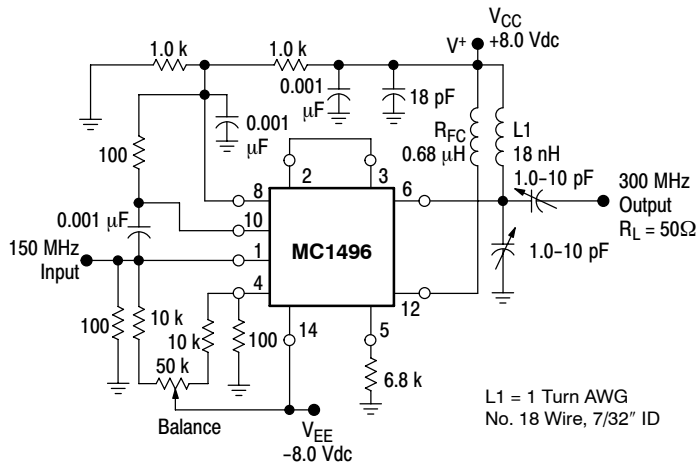 1.0 k
1.0 k
V+
VCC
+8.0 Vdc
0.001
μF
18 pF
0.001
μF
100
RFC
0.68 μH
L1
18 nH
2
3
8
6
1.0–10 pF
300 MHz
Output
RL = 50Ω
0.001 μF
10
150 MHz
Input
1
MC1496
1.0–10 pF
4
12
100
10 k
10 k
100
14
5
50 k
6.8 k
Balance
VEE
–8.0 Vdc
L1 = 1 Turn AWG
No. 18 Wire, 7/32″ ID